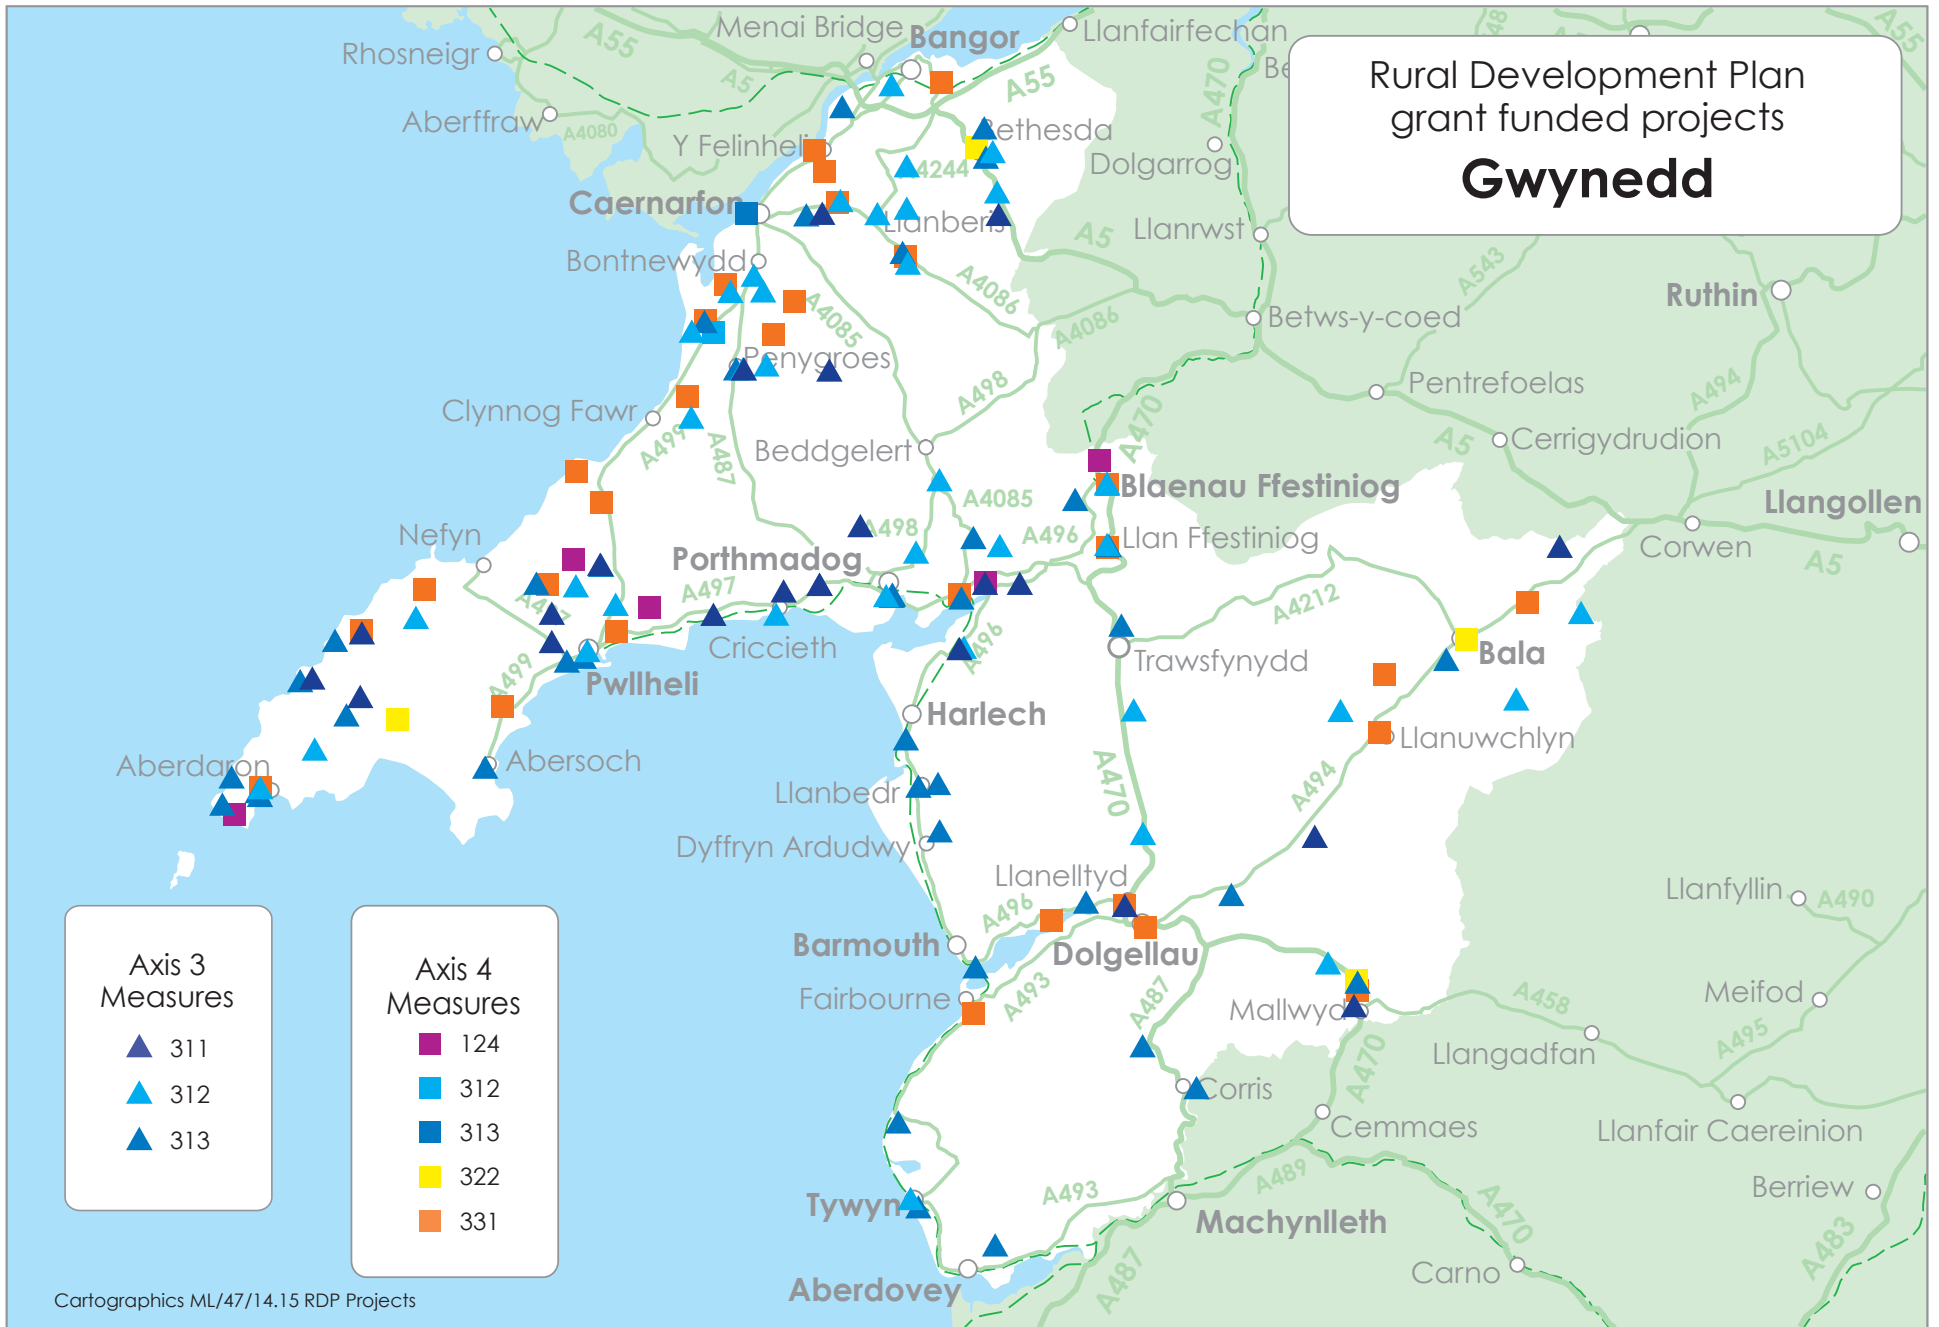 Rural Development Plan
grant funded projects
Gwynedd
Menai Bridge
Bangor
Llanfairfechan
Rhosneigr
A55
A5
A55
A470
Be
A55
Aberffraw
A4080
Y Felinheli
Bethesda
Dolgarrog
A4244
Caernarfon
Llanberis
A5
Llanrwst
Bontnewydd
A4086
A543
Ruthin
A4085
A4086
Betws-y-coed
Penygroes
A498
Pentrefoelas
A494
Clynnog Fawr
A499
A487
Beddgelert
A470
A5
Cerrigydrudion
A5104
Blaenau Ffestiniog
Llangollen
A4085
Nefyn
A498
A496
Llan Ffestiniog
Corwen
A5
Porthmadog
A497
A497
A4212
Criccieth
A496
Trawsfynydd
Bala
A499
Pwllheli
Harlech
Llanuwchlyn
Aberdaron
Abersoch
A470
A494
Llanbedr
Dyffryn Ardudwy
Llanelltyd
Llanfyllin
A490
A496
Barmouth
Dolgellau
Fairbourne
A493
A487
Mallwyd
A458
Meifod
A495
Llangadfan
A470
Corris
Cemmaes
Llanfair Caereinion
A489
Berriew
Tywyn
A493
Machynlleth
A470
A483
A487
Carno
Aberdovey
Axis 3
Measures
311
312
313
Axis 4
Measures
124
312
313
322
331
Cartographics ML/47/14.15 RDP Projects